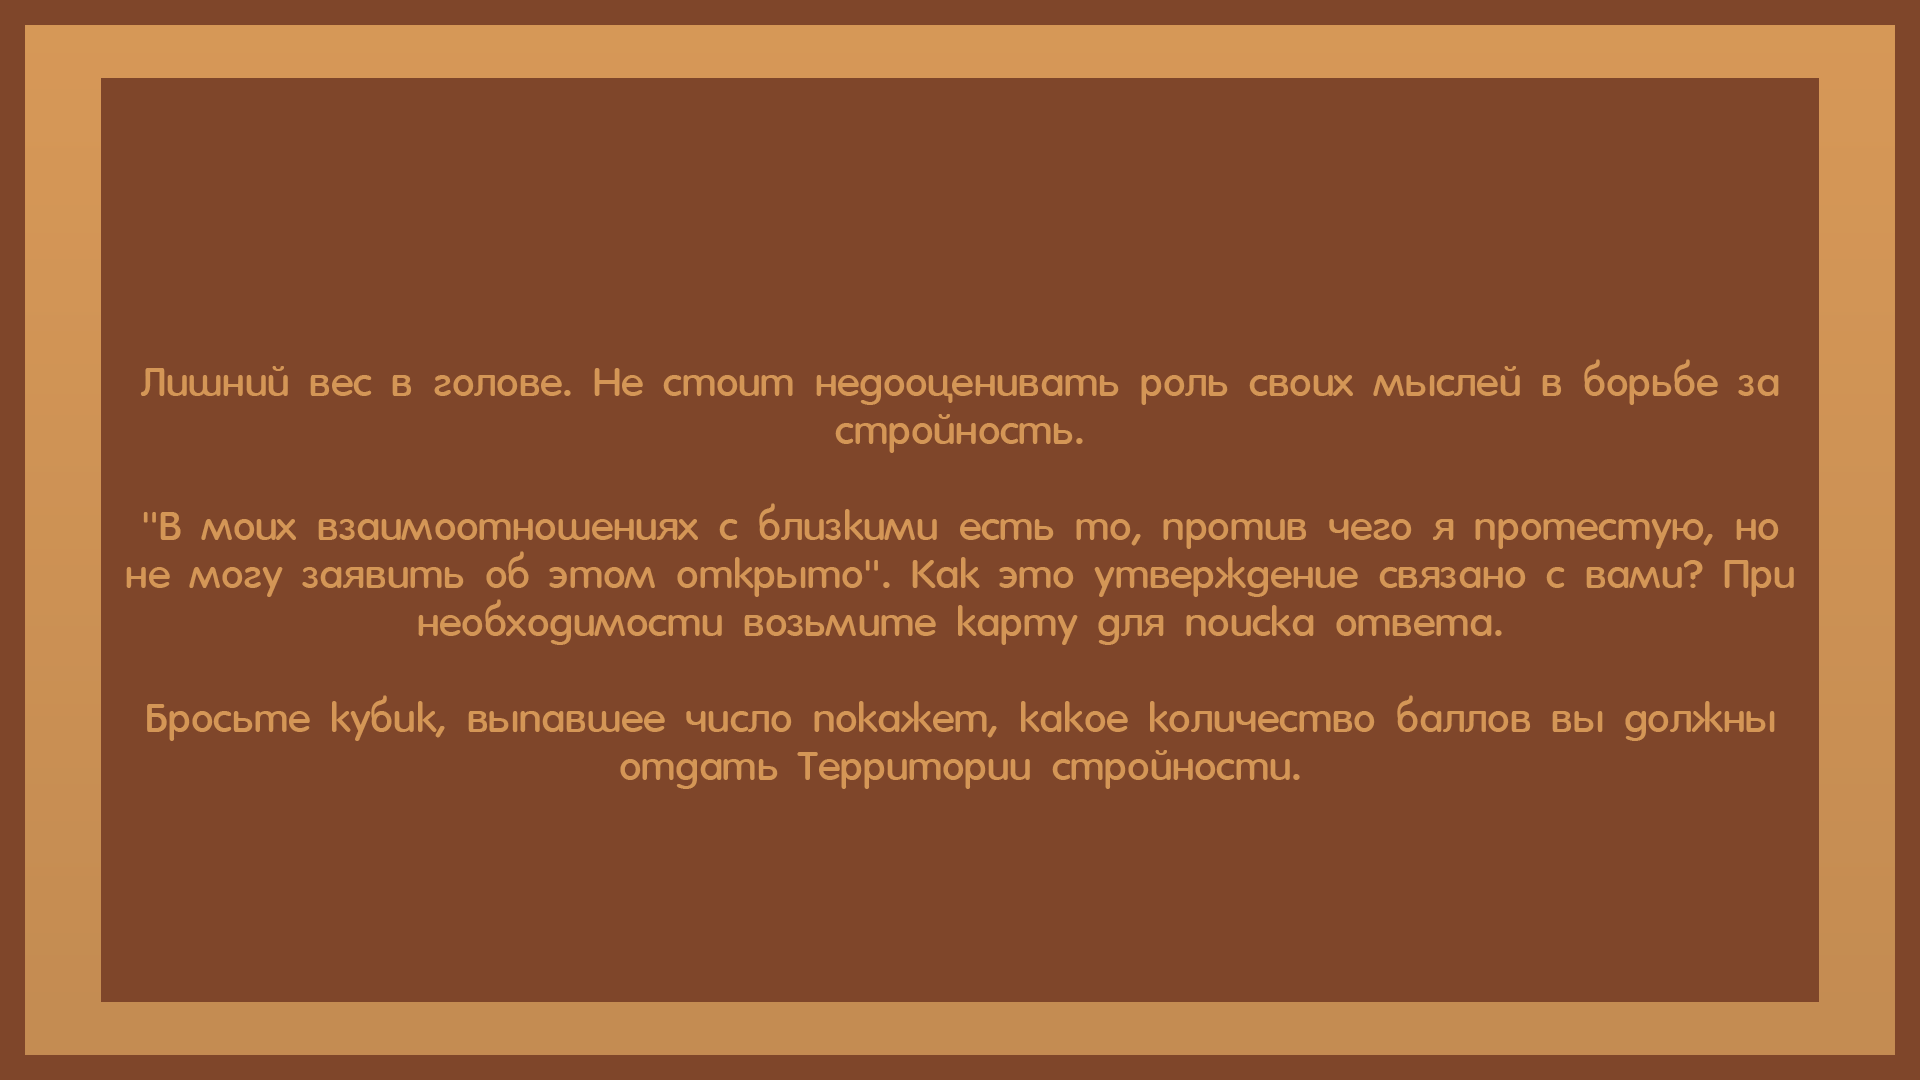 Лишний вес в голове. Не стоит недооценивать роль своих мыслей в борьбе за
стройность.
"В моих взаимоотношениях с близкими есть то, против чего я протестую, но
не могу заявить об этом открыто". Как это утверждение связано с вами? При
необходимости возьмите карту для поиска ответа.
Бросьте кубик, выпавшее число покажет, какое количество баллов вы должны
отдать Территории стройности.